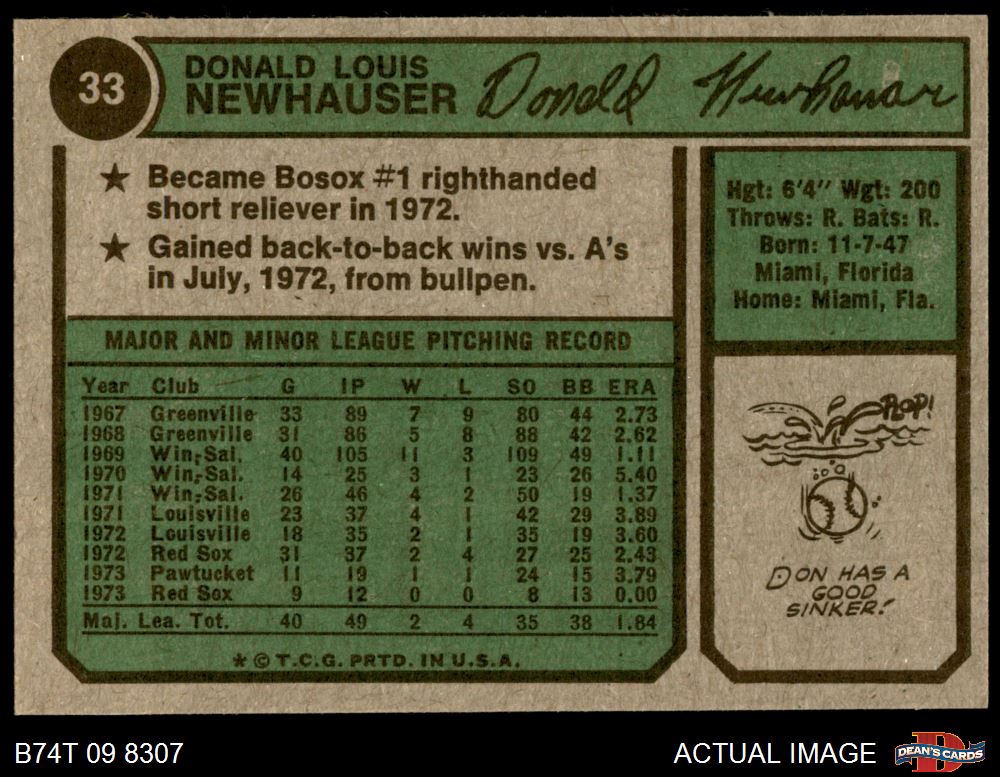 33
DONALD LOUIS
NEWHAUSER
Donald Newhauser
★ Became Bosox #1 righthanded
short reliever in 1972.
★ Gained back-to-back wins vs. A's
in July, 1972, from bullpen.
Hgt: 6'4" Wgt: 200
Throws: R. Bats: R.
Born: 11-7-47
Miami, Florida
Home: Miami, Fla.
MAJOR AND MINOR LEAGUE PITCHING RECORD
Year Club G IP W L SO BB ERA
1967 Greenville 33 89 7 9 80 44 2.73
1968 Greenville 31 86 5 8 88 42 2.62
1969 Win.-Sal. 40 105 11 3 109 49 1.11
1970 Win.-Sal. 14 25 3 1 23 26 5.40
1971 Win.-Sal. 26 46 4 2 50 19 1.37
1971 Louisville 23 37 4 1 42 29 3.89
1972 Louisville 18 35 2 1 35 19 3.60
1972 Red Sox 31 37 2 4 27 25 2.43
1973 Pawtucket 11 19 1 1 24 15 3.79
1973 Red Sox 9 12 0 0 8 13 0.00
Maj. Lea. Tot. 40 49 2 4 35 38 1.84
★ © T.C.G. PRTD. IN U.S.A.
PLOP!
DON HAS A
GOOD
SINKER!
B74T 09 8307
ACTUAL IMAGE
D
DEAN'S CARDS